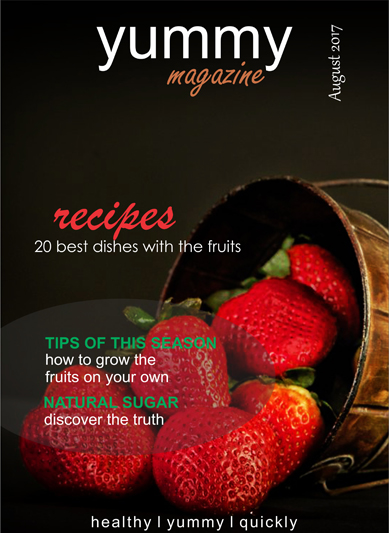 yummy
magazine
August 2017
recipes
20 best dishes with the fruits
TIPS OF THIS SEASON
how to grow the
fruits on your own
NATURAL SUGAR
discover the truth
healthy | yummy | quickly